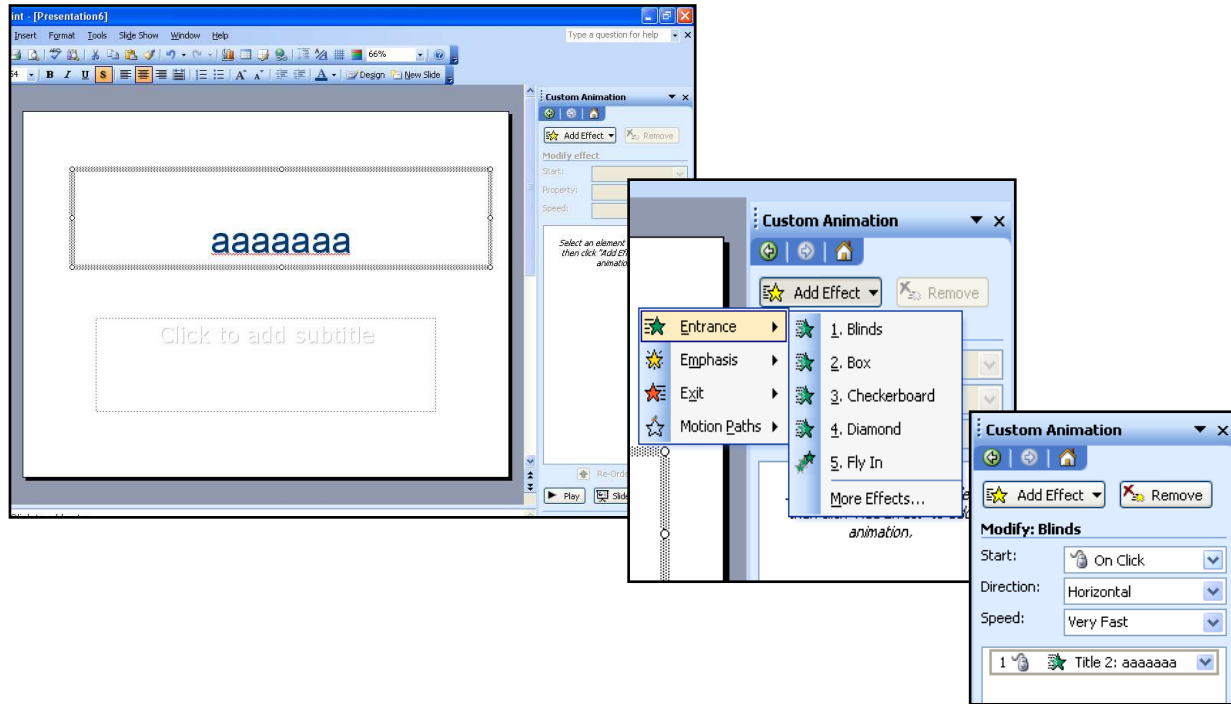 int - [Presentation6]
Insert Format Tools Slide Show Window Help
Type a question for help
66%
54 B I U S A A A Design New Slide
Custom Animation
Add Effect Remove
Modify effect
Start:
Property:
Speed:
aaaaaaa
Click to add subtitle
Select an element
then click "Add Ef
animatio
Re-Orde
Play Slide
Custom Animation
Add Effect Remove
Entrance
Emphasis
Exit
Motion Paths
1. Blinds
2. Box
3. Checkerboard
4. Diamond
5. Fly In
More Effects...
animation.
Custom Animation
Add Effect Remove
Modify: Blinds
Start: On Click
Direction: Horizontal
Speed: Very Fast
1 Title 2: aaaaaaa